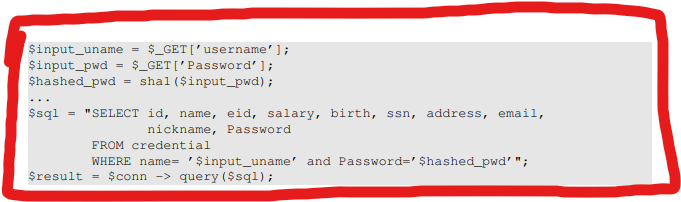 $input_uname = $_GET[’username’];
$input_pwd = $_GET[’Password’];
$hashed_pwd = sha1($input_pwd);
...
$sql = "SELECT id, name, eid, salary, birth, ssn, address, email,
nickname, Password
FROM credential
WHERE name= ’$input_uname’ and Password=’$hashed_pwd’";
$result = $conn -> query($sql);